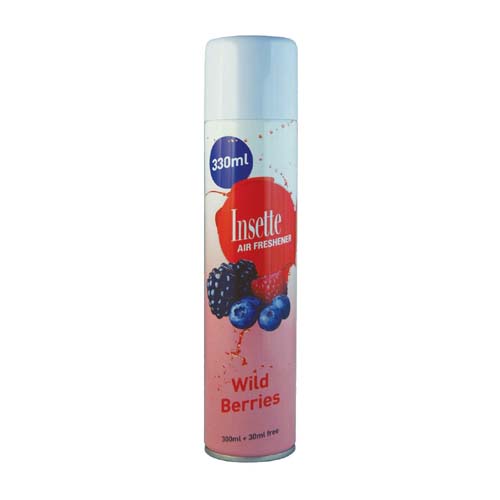 330ml
Insette
AIR FRESHENER
Wild
Berries
300ml + 30ml free